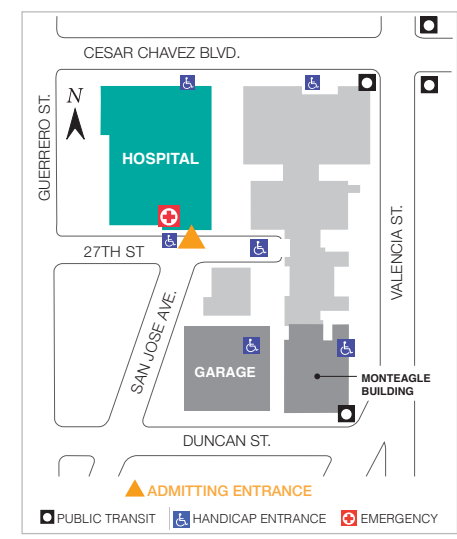 CESAR CHAVEZ BLVD.
GUERRERO ST.
N
HOSPITAL
27TH ST
VALENCIA ST.
SAN JOSE AVE.
GARAGE
MONTEAGLE
BUILDING
DUNCAN ST.
ADMITTING ENTRANCE
PUBLIC TRANSIT HANDICAP ENTRANCE EMERGENCY